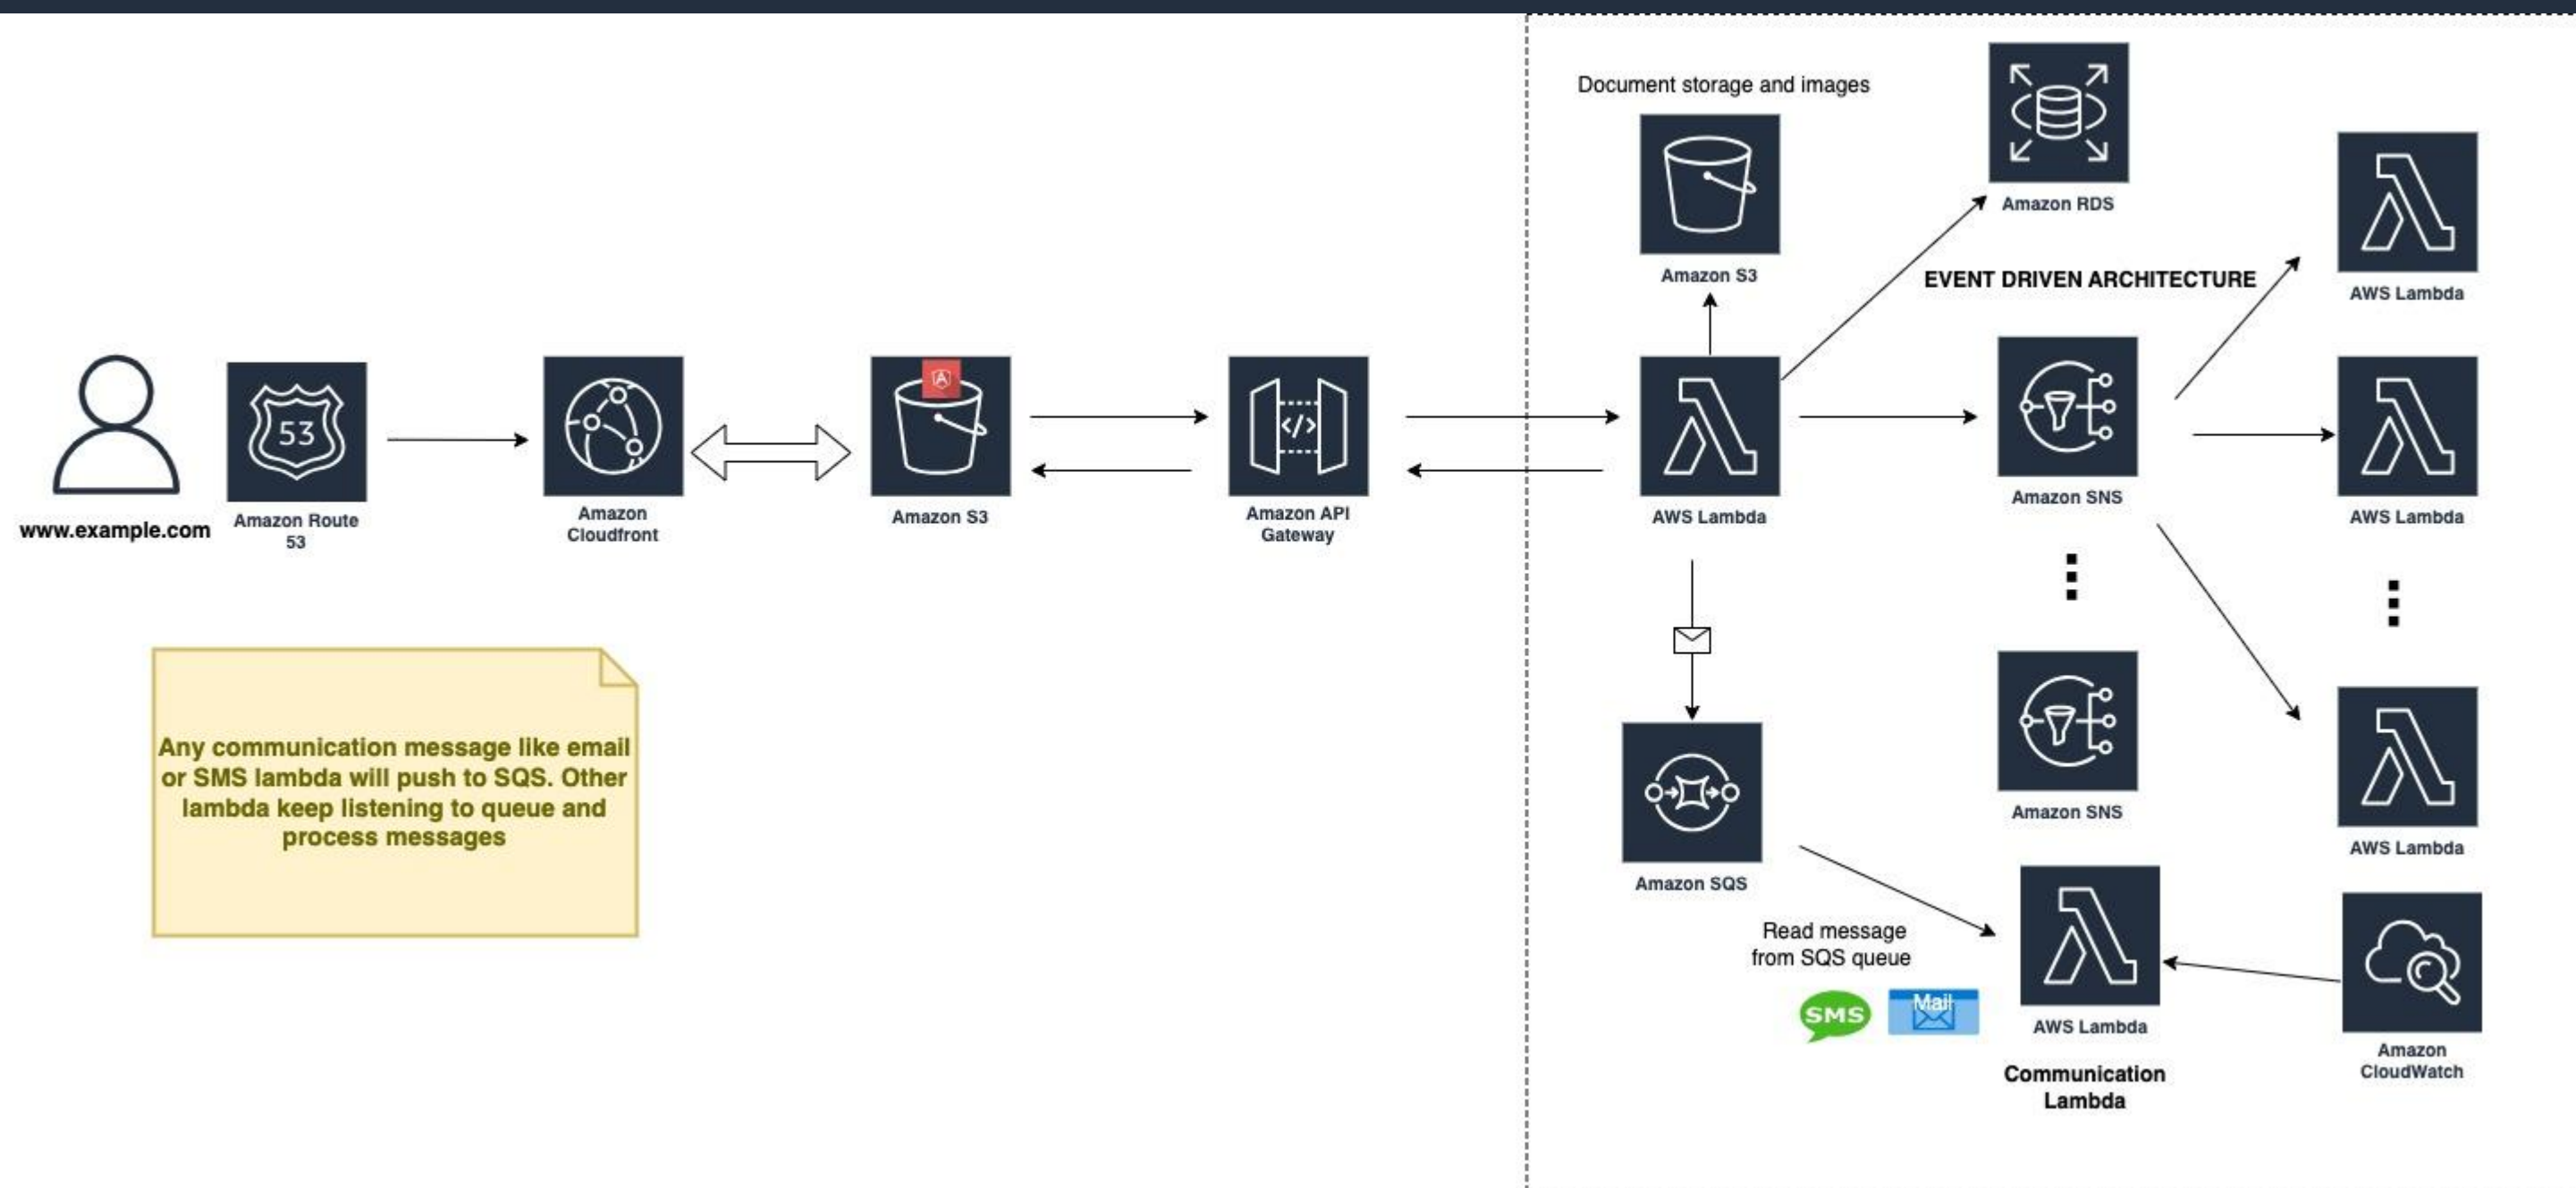 www.example.com
53
Amazon Route
53
Amazon
Cloudfront
Amazon S3
</>
Amazon API
Gateway
Any communication message like email
or SMS lambda will push to SQS. Other
lambda keep listening to queue and
process messages
Document storage and images
Amazon S3
Amazon RDS
EVENT DRIVEN ARCHITECTURE
AWS Lambda
AWS Lambda
Amazon SNS
AWS Lambda
Amazon SQS
Amazon SNS
AWS Lambda
Read message
from SQS queue
SMS
Mail
AWS Lambda
Communication
Lambda
Amazon
CloudWatch
A